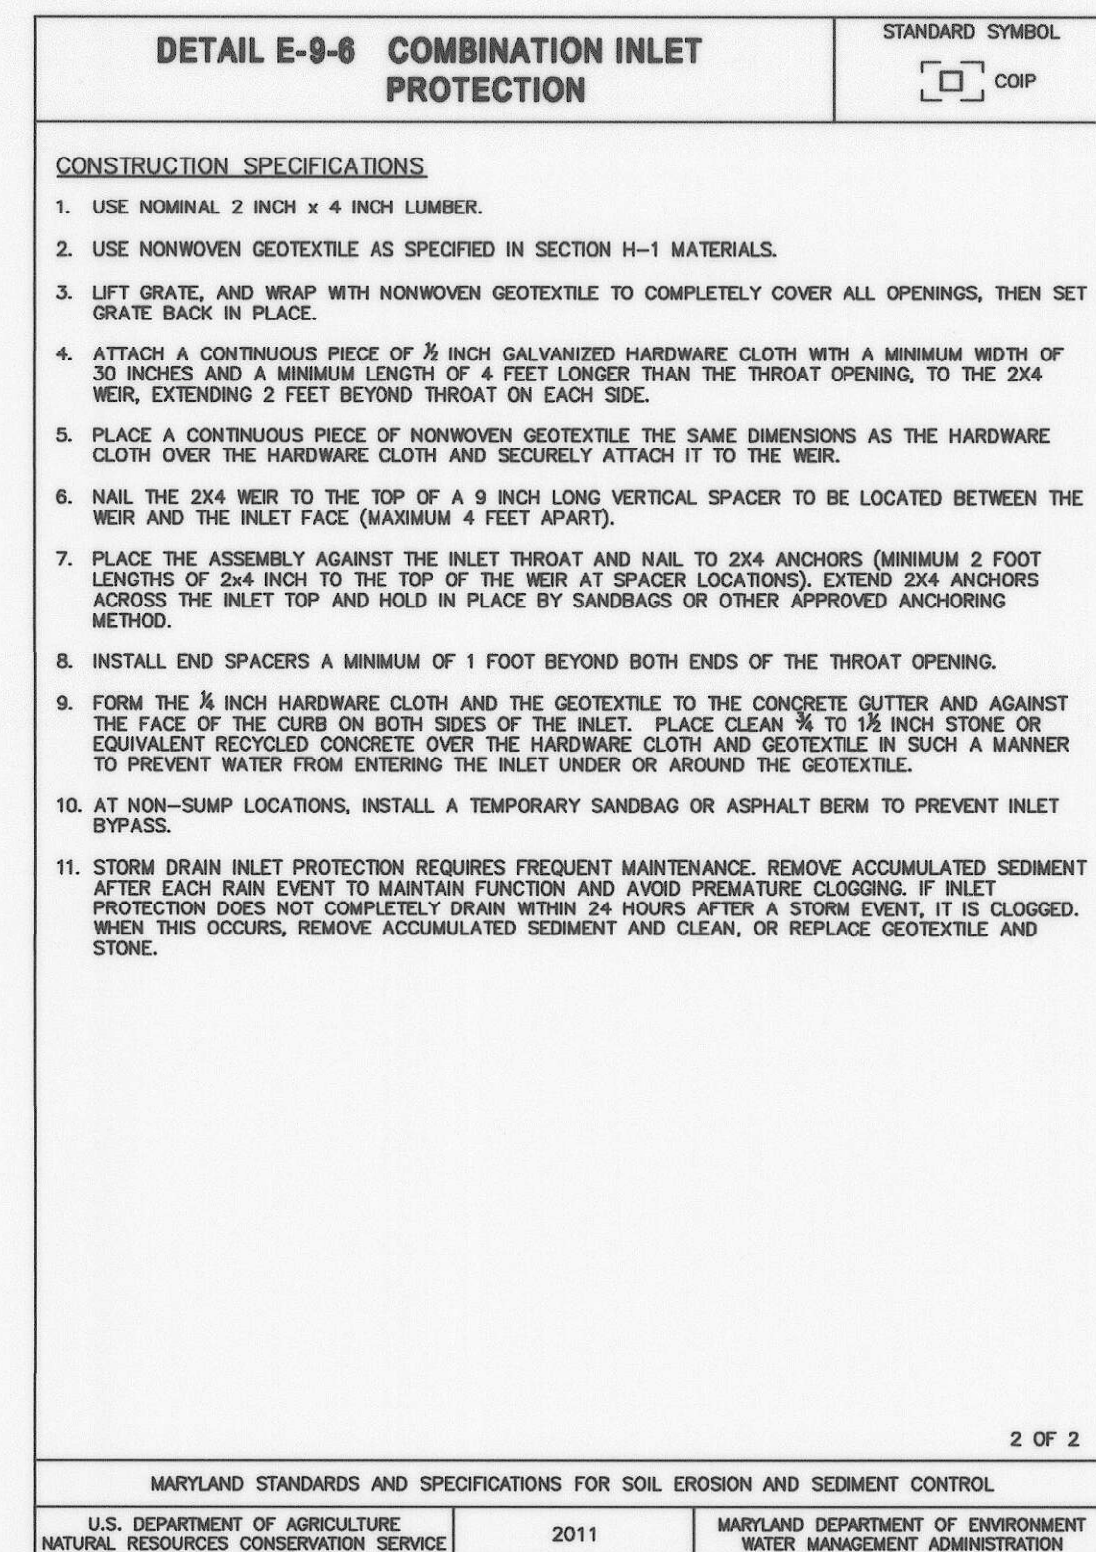 DETAIL E-9-6 COMBINATION INLET
PROTECTION
STANDARD SYMBOL
COIP
CONSTRUCTION SPECIFICATIONS
1. USE NOMINAL 2 INCH x 4 INCH LUMBER.
2. USE NONWOVEN GEOTEXTILE AS SPECIFIED IN SECTION H-1 MATERIALS.
3. LIFT GRATE, AND WRAP WITH NONWOVEN GEOTEXTILE TO COMPLETELY COVER ALL OPENINGS, THEN SET
GRATE BACK IN PLACE.
4. ATTACH A CONTINUOUS PIECE OF ½ INCH GALVANIZED HARDWARE CLOTH WITH A MINIMUM WIDTH OF
30 INCHES AND A MINIMUM LENGTH OF 4 FEET LONGER THAN THE THROAT OPENING, TO THE 2X4
WEIR, EXTENDING 2 FEET BEYOND THROAT ON EACH SIDE.
5. PLACE A CONTINUOUS PIECE OF NONWOVEN GEOTEXTILE THE SAME DIMENSIONS AS THE HARDWARE
CLOTH OVER THE HARDWARE CLOTH AND SECURELY ATTACH IT TO THE WEIR.
6. NAIL THE 2X4 WEIR TO THE TOP OF A 9 INCH LONG VERTICAL SPACER TO BE LOCATED BETWEEN THE
WEIR AND THE INLET FACE (MAXIMUM 4 FEET APART).
7. PLACE THE ASSEMBLY AGAINST THE INLET THROAT AND NAIL TO 2X4 ANCHORS (MINIMUM 2 FOOT
LENGTHS OF 2x4 INCH TO THE TOP OF THE WEIR AT SPACER LOCATIONS). EXTEND 2X4 ANCHORS
ACROSS THE INLET TOP AND HOLD IN PLACE BY SANDBAGS OR OTHER APPROVED ANCHORING
METHOD.
8. INSTALL END SPACERS A MINIMUM OF 1 FOOT BEYOND BOTH ENDS OF THE THROAT OPENING.
9. FORM THE ¼ INCH HARDWARE CLOTH AND THE GEOTEXTILE TO THE CONCRETE GUTTER AND AGAINST
THE FACE OF THE CURB ON BOTH SIDES OF THE INLET. PLACE CLEAN ¾ TO 1½ INCH STONE OR
EQUIVALENT RECYCLED CONCRETE OVER THE HARDWARE CLOTH AND GEOTEXTILE IN SUCH A MANNER
TO PREVENT WATER FROM ENTERING THE INLET UNDER OR AROUND THE GEOTEXTILE.
10. AT NON-SUMP LOCATIONS, INSTALL A TEMPORARY SANDBAG OR ASPHALT BERM TO PREVENT INLET
BYPASS.
11. STORM DRAIN INLET PROTECTION REQUIRES FREQUENT MAINTENANCE. REMOVE ACCUMULATED SEDIMENT
AFTER EACH RAIN EVENT TO MAINTAIN FUNCTION AND AVOID PREMATURE CLOGGING. IF INLET
PROTECTION DOES NOT COMPLETELY DRAIN WITHIN 24 HOURS AFTER A STORM EVENT, IT IS CLOGGED.
WHEN THIS OCCURS, REMOVE ACCUMULATED SEDIMENT AND CLEAN, OR REPLACE GEOTEXTILE AND
STONE.
2 OF 2
MARYLAND STANDARDS AND SPECIFICATIONS FOR SOIL EROSION AND SEDIMENT CONTROL
U.S. DEPARTMENT OF AGRICULTURE
NATURAL RESOURCES CONSERVATION SERVICE
2011
MARYLAND DEPARTMENT OF ENVIRONMENT
WATER MANAGEMENT ADMINISTRATION